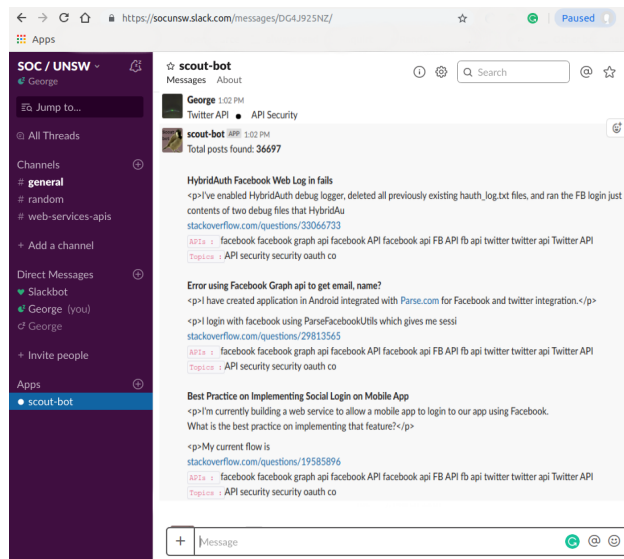 https://socunsw.slack.com/messages/DG4J925NZ/
Paused
Apps
SOC / UNSW
George
Jump to...
All Threads
Channels
# general
# random
# web-services-apis
+ Add a channel
Direct Messages
Slackbot
George (you)
George
+ Invite people
Apps
scout-bot
scout-bot
Messages About
Search
George 1:02 PM
Twitter API ● API Security
scout-bot APP 1:02 PM
Total posts found: 36697
HybridAuth Facebook Web Log in fails
<p>I've enabled HybridAuth debug logger, deleted all previously existing hauth_log.txt files, and ran the FB login just
contents of two debug files that HybridAu
stackoverflow.com/questions/33066733
APIs : facebook facebook graph api facebook API facebook api FB API fb api twitter twitter api Twitter API
Topics : API security security oauth co
Error using Facebook Graph api to get email, name?
<p>I have created application in Android integrated with Parse.com for Facebook and twitter integration.</p>
<p>I login with facebook using ParseFacebookUtils which gives me sessi
stackoverflow.com/questions/29813565
APIs : facebook facebook graph api facebook API facebook api FB API fb api twitter twitter api Twitter API
Topics : API security security oauth co
Best Practice on Implementing Social Login on Mobile App
<p>I'm currently building a web service to allow a mobile app to login to our app using Facebook.
What is the best practice on implementing that feature?</p>
<p>My current flow is
stackoverflow.com/questions/19585896
APIs : facebook facebook graph api facebook API facebook api FB API fb api twitter twitter api Twitter API
Topics : API security security oauth co
Message